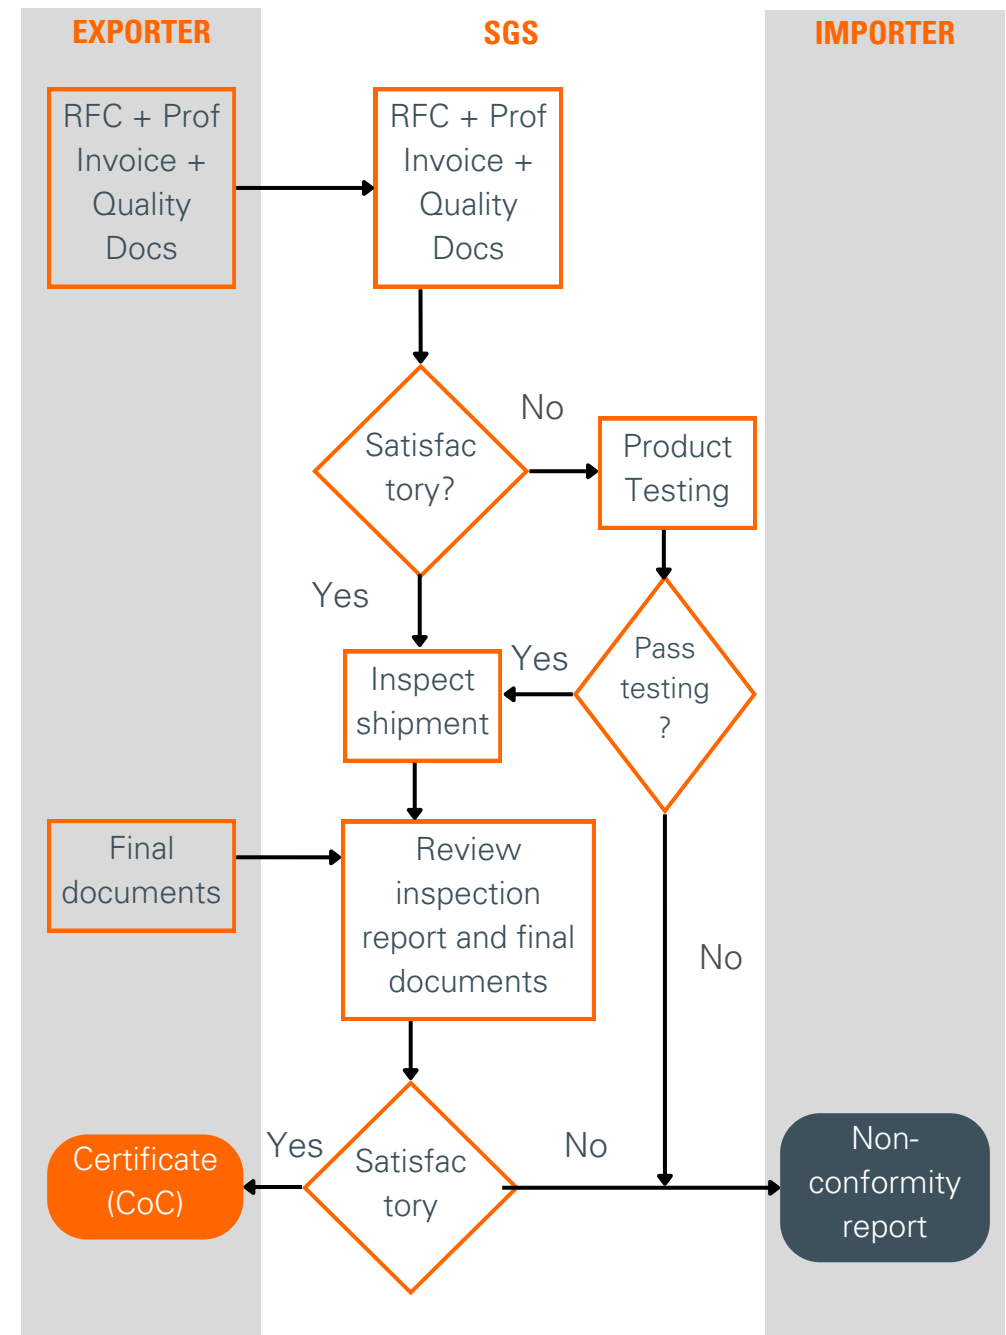 EXPORTER
SGS
IMPORTER
RFC + Prof
Invoice +
Quality
Docs
RFC + Prof
Invoice +
Quality
Docs
Satisfac
tory?
No
Product
Testing
Yes
Pass
testing
?
Yes
Inspect
shipment
Final
documents
Review
inspection
report and final
documents
No
Satisfac
tory
Yes
Certificate
(CoC)
No
Non-
conformity
report